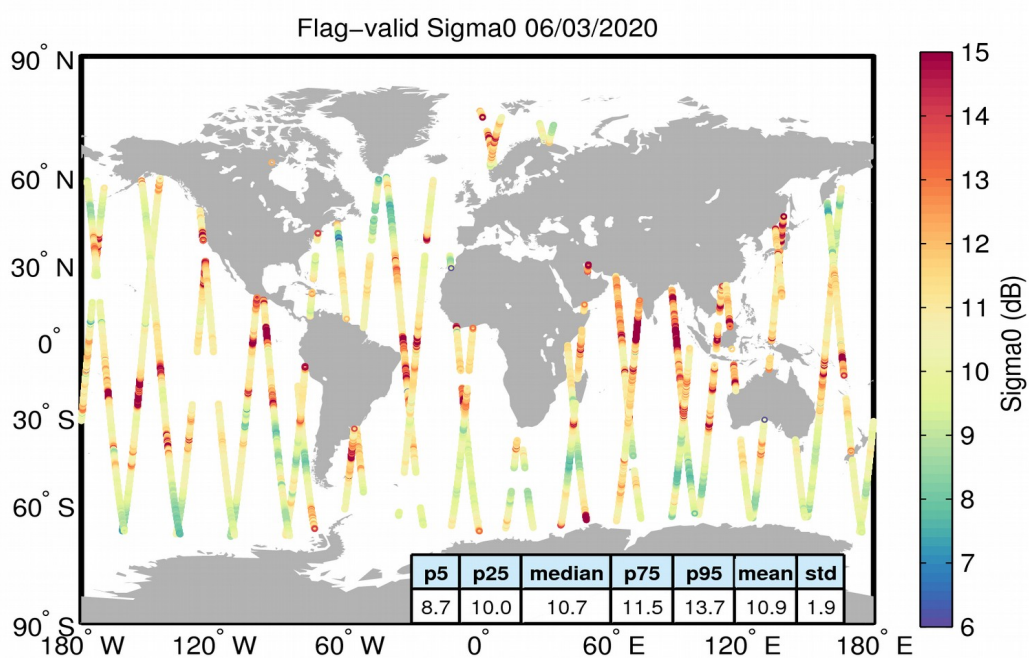 Flag−valid Sigma0 06/03/2020
90° N
60° N
30° N
0°
30° S
60° S
90° S
180° W
120° W
60° W
0°
60° E
120° E
180° E
15
14
13
12
11
10
9
8
7
6
Sigma0 (dB)
p5 p25 median p75 p95 mean std
8.7 10.0 10.7 11.5 13.7 10.9 1.9